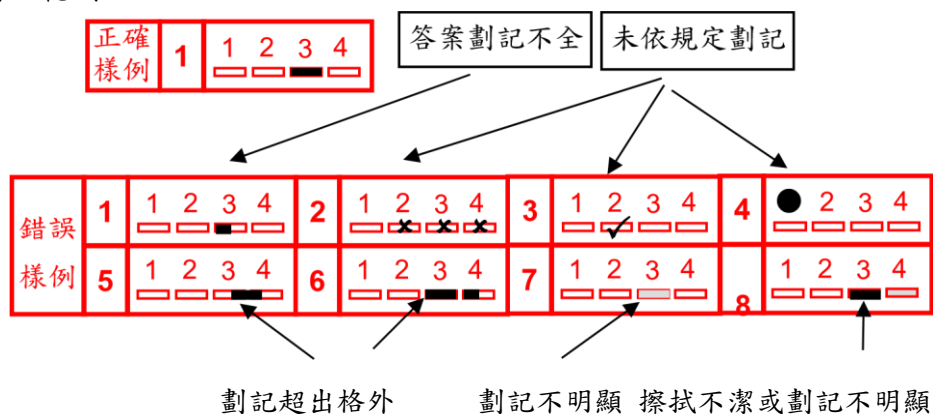 正確樣例 1 1 2 3 4
答案劃記不全 未依規定劃記
錯誤樣例
1 1 2 3 4
2 1 2 3 4
3 1 2 3 4
4 2 3 4
5 1 2 3 4
6 1 2 3 4
7 1 2 3 4
8 1 2 3 4
劃記超出格外 劃記不明顯 擦拭不潔或劃記不明顯